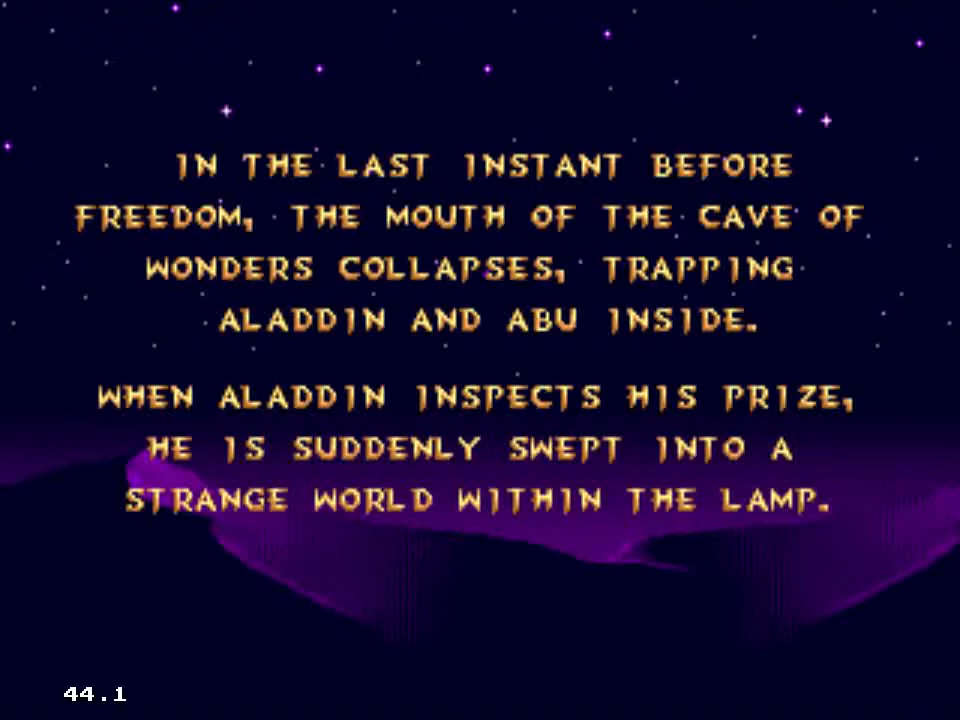 IN THE LAST INSTANT BEFORE
FREEDOM, THE MOUTH OF THE CAVE OF
WONDERS COLLAPSES, TRAPPING
ALADDIN AND ABU INSIDE.
WHEN ALADDIN INSPECTS HIS PRIZE,
HE IS SUDDENLY SWEPT INTO A
STRANGE WORLD WITHIN THE LAMP.
44.1